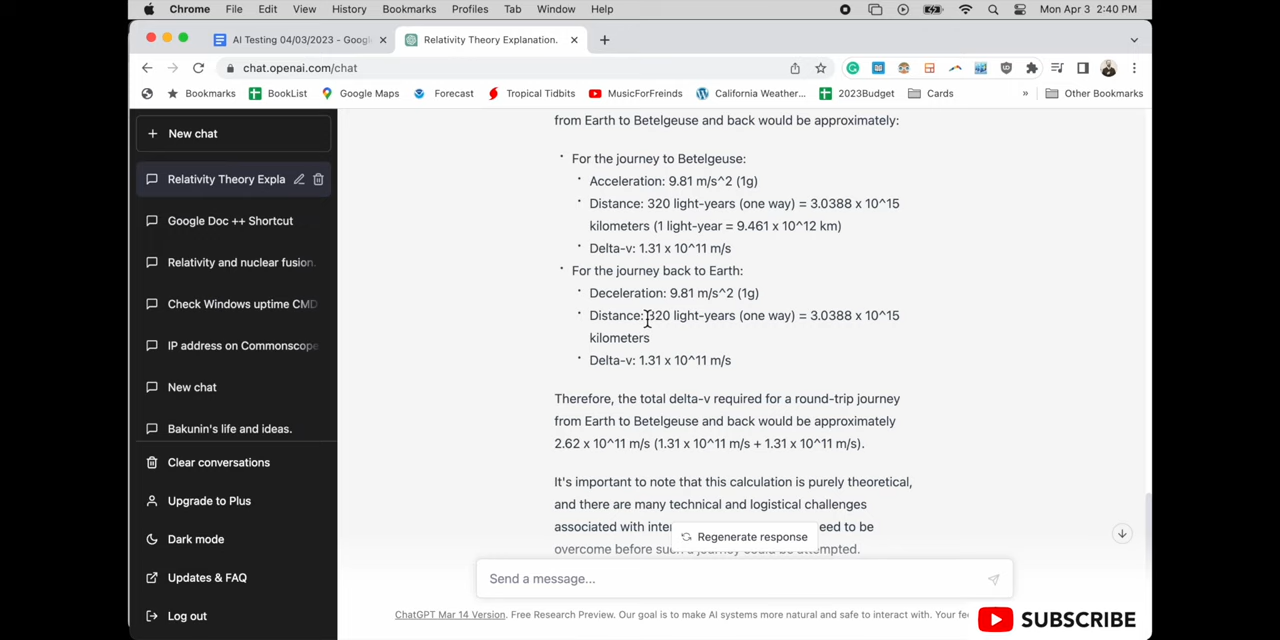 Chrome File Edit View History Bookmarks Profiles Tab Window Help Mon Apr 3 2:40 PM
AI Testing 04/03/2023 - Googl Relativity Theory Explanation.
chat.openai.com/chat
Bookmarks BookList Google Maps Forecast Tropical Tidbits MusicForFreinds California Weather... 2023Budget Cards » Other Bookmarks
New chat
Relativity Theory Expla
Google Doc ++ Shortcut
Relativity and nuclear fusion.
Check Windows uptime CMD
IP address on Commonscope
New chat
Bakunin's life and ideas.
Clear conversations
Upgrade to Plus
Dark mode
Updates & FAQ
Log out
from Earth to Betelgeuse and back would be approximately:
• For the journey to Betelgeuse:
• Acceleration: 9.81 m/s^2 (1g)
• Distance: 320 light-years (one way) = 3.0388 x 10^15
kilometers (1 light-year = 9.461 x 10^12 km)
• Delta-v: 1.31 x 10^11 m/s
• For the journey back to Earth:
• Deceleration: 9.81 m/s^2 (1g)
• Distance: 320 light-years (one way) = 3.0388 x 10^15
kilometers
• Delta-v: 1.31 x 10^11 m/s
Therefore, the total delta-v required for a round-trip journey
from Earth to Betelgeuse and back would be approximately
2.62 x 10^11 m/s (1.31 x 10^11 m/s + 1.31 x 10^11 m/s).
It's important to note that this calculation is purely theoretical,
and there are many technical and logistical challenges
associated with inter eed to be
overcome before such a journey could be attempted.
Regenerate response
Send a message...
ChatGPT Mar 14 Version. Free Research Preview. Our goal is to make AI systems more natural and safe to interact with. Your fe
SUBSCRIBE